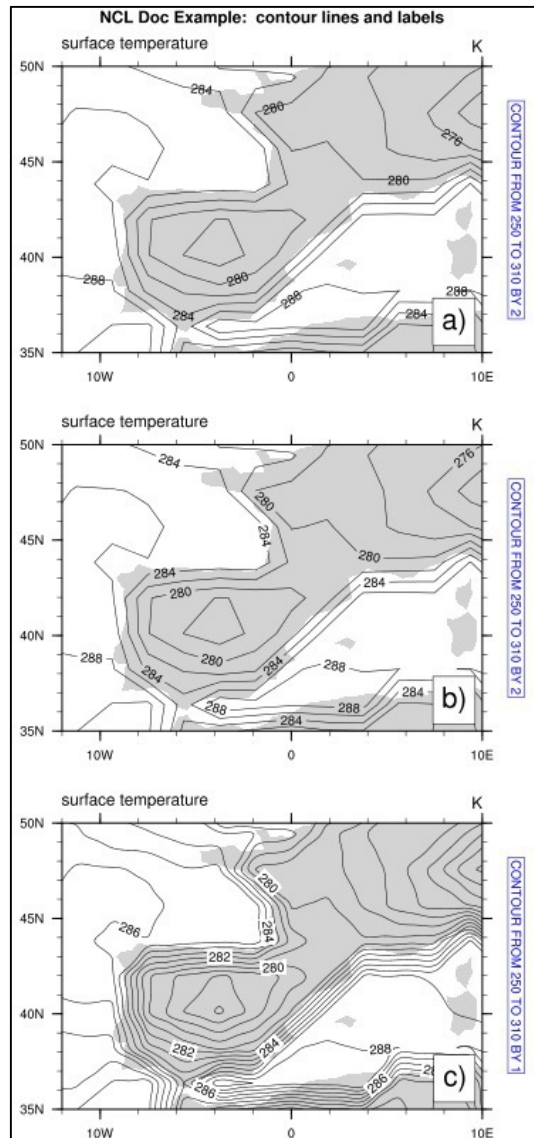 NCL Doc Example:  contour lines and labels
surface temperature K
50N
284
280
276
45N
280
40N
288
280
288
284
288
284
35N
a)
10W 0 10E
CONTOUR FROM 250 TO 310 BY 2
surface temperature K
50N
284
276
280
45N
284
284
280
280
284
40N
280
288
284
284
288
288
288
284
284
35N
b)
10W 0 10E
CONTOUR FROM 250 TO 310 BY 2
surface temperature K
50N
280
45N
286
284
282
280
40N
282
284
288
286
286
288
35N
c)
10W 0 10E
CONTOUR FROM 250 TO 310 BY 1